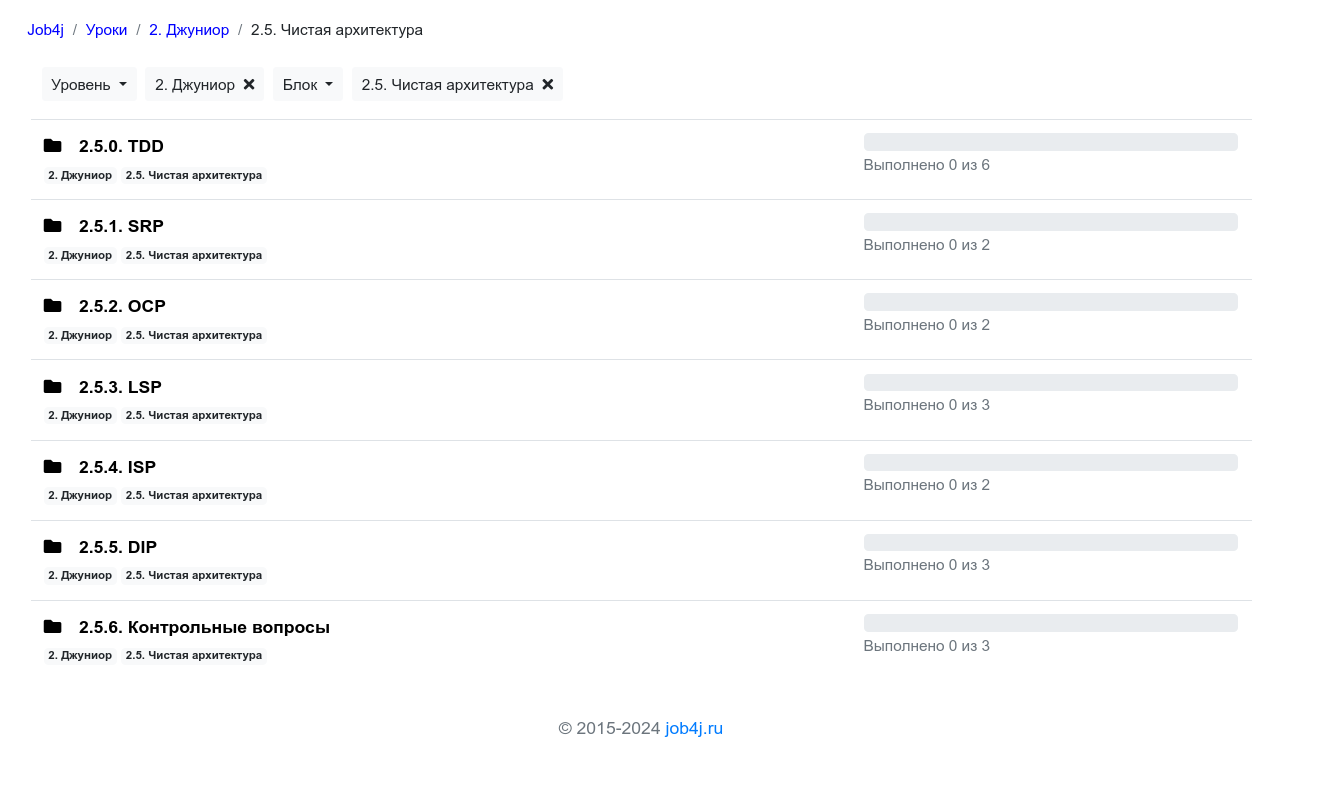 Job4j / Уроки / 2. Джуниор / 2.5. Чистая архитектура
Уровень 2. Джуниор Блок 2.5. Чистая архитектура
2.5.0. TDD
Выполнено 0 из 6
2. Джуниор 2.5. Чистая архитектура
2.5.1. SRP
Выполнено 0 из 2
2. Джуниор 2.5. Чистая архитектура
2.5.2. OCP
Выполнено 0 из 2
2. Джуниор 2.5. Чистая архитектура
2.5.3. LSP
Выполнено 0 из 3
2. Джуниор 2.5. Чистая архитектура
2.5.4. ISP
Выполнено 0 из 2
2. Джуниор 2.5. Чистая архитектура
2.5.5. DIP
Выполнено 0 из 3
2. Джуниор 2.5. Чистая архитектура
2.5.6. Контрольные вопросы
Выполнено 0 из 3
2. Джуниор 2.5. Чистая архитектура
© 2015-2024 job4j.ru